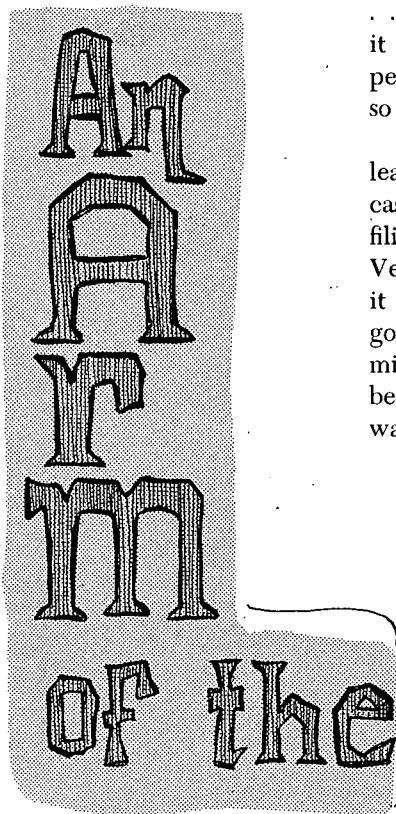 An
A
r
m
of the
. .
it
pe
so
lea
cas
fili
Ve
it
go
mi
be
wa